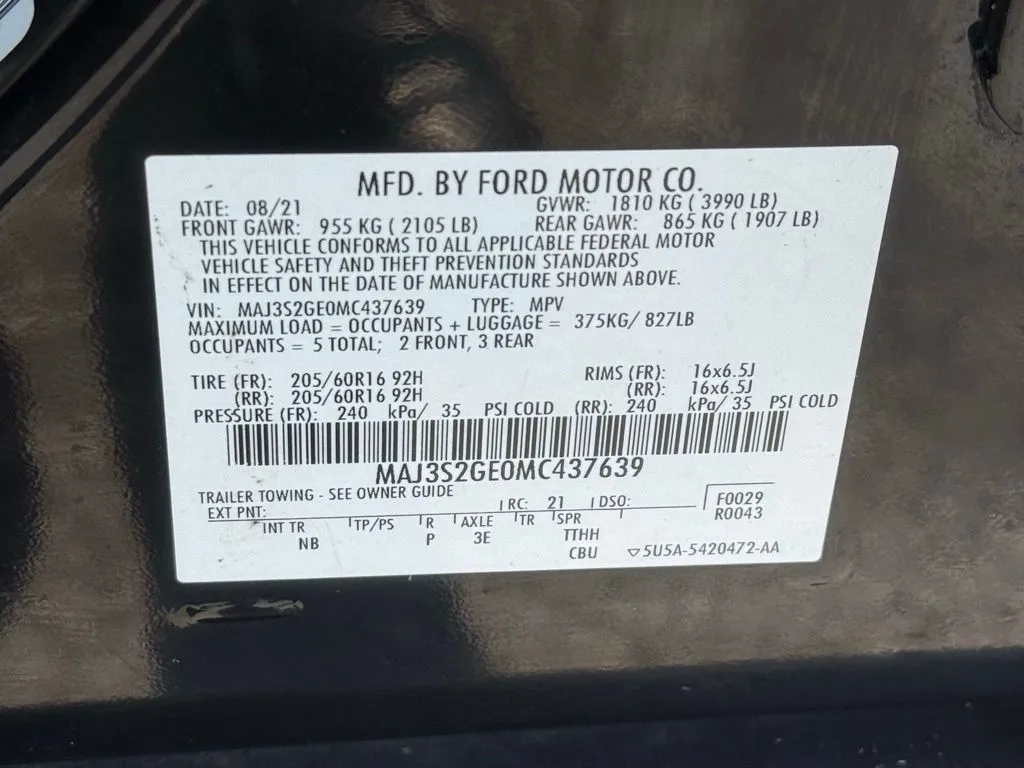 MFD. BY FORD MOTOR CO.
DATE: 08/21 GVWR: 1810 KG ( 3990 LB)
FRONT GAWR: 955 KG ( 2105 LB) REAR GAWR: 865 KG ( 1907 LB)
THIS VEHICLE CONFORMS TO ALL APPLICABLE FEDERAL MOTOR
VEHICLE SAFETY AND THEFT PREVENTION STANDARDS
IN EFFECT ON THE DATE OF MANUFACTURE SHOWN ABOVE.
VIN: MAJ3S2GE0MC437639 TYPE: MPV
MAXIMUM LOAD = OCCUPANTS + LUGGAGE = 375KG/ 827LB
OCCUPANTS = 5 TOTAL; 2 FRONT, 3 REAR
TIRE (FR): 205/60R16 92H RIMS (FR): 16x6.5J
(RR): 205/60R16 92H (RR): 16x6.5J
PRESSURE (FR): 240 kPa/ 35 PSI COLD (RR): 240 kPa/ 35 PSI COLD
MAJ3S2GE0MC437639
TRAILER TOWING - SEE OWNER GUIDE
EXT PNT: RC: 21 DSO: F0029
R0043
INT TR TP/PS R AXLE TR SPR
NB P 3E TTHH
CBU 5U5A-5420472-AA